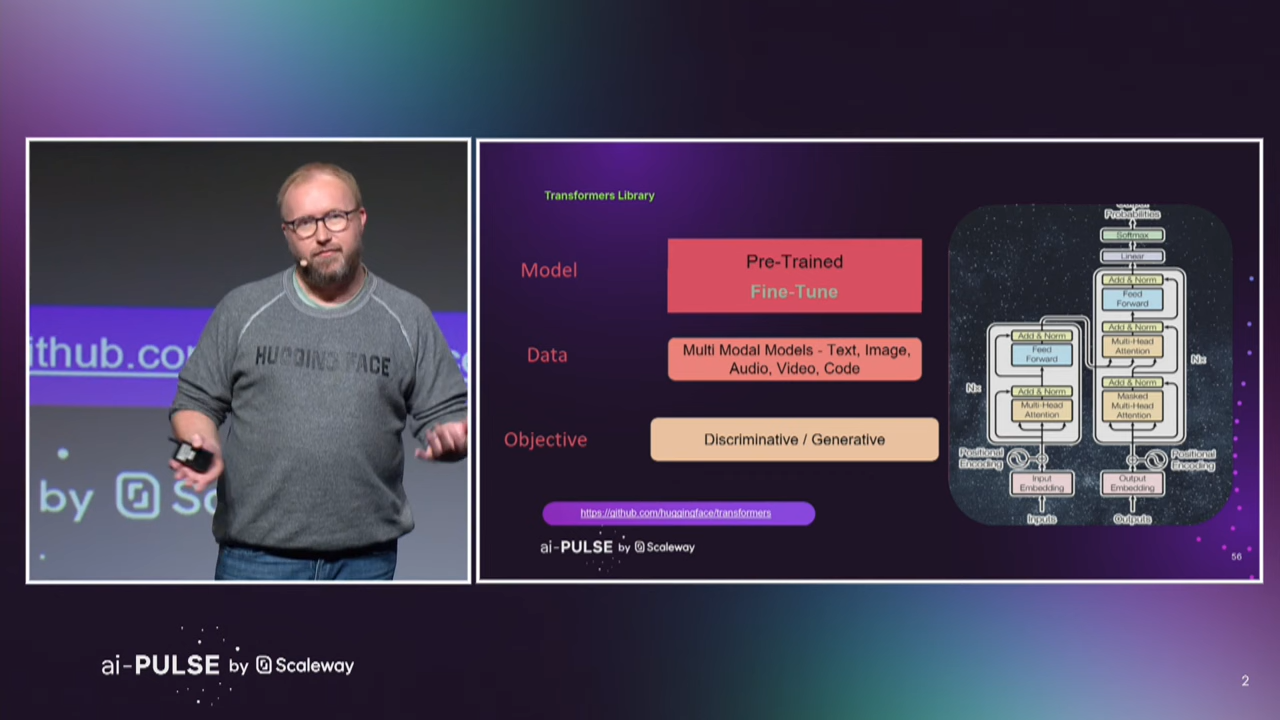 ithub.co
HUGGING FACE
by
Sc
Transformers Library
Model
Pre-Trained
Fine-Tune
Data
Multi Modal Models - Text, Image,
Audio, Video, Code
Objective
Discriminative / Generative
https://github.com/huggingface/transformers
ai-PULSE by Scaleway
56
Probabilities
Softmax
Linear
Add & Norm
Feed
Forward
Add & Norm
Multi-Head
Attention
Add & Norm
Masked
Multi-Head
Attention
Nx
Positional
Encoding
Output
Embedding
Outputs
Add & Norm
Feed
Forward
Add & Norm
Multi-Head
Attention
Nx
Positional
Encoding
Input
Embedding
Inputs
ai-PULSE by Scaleway
2